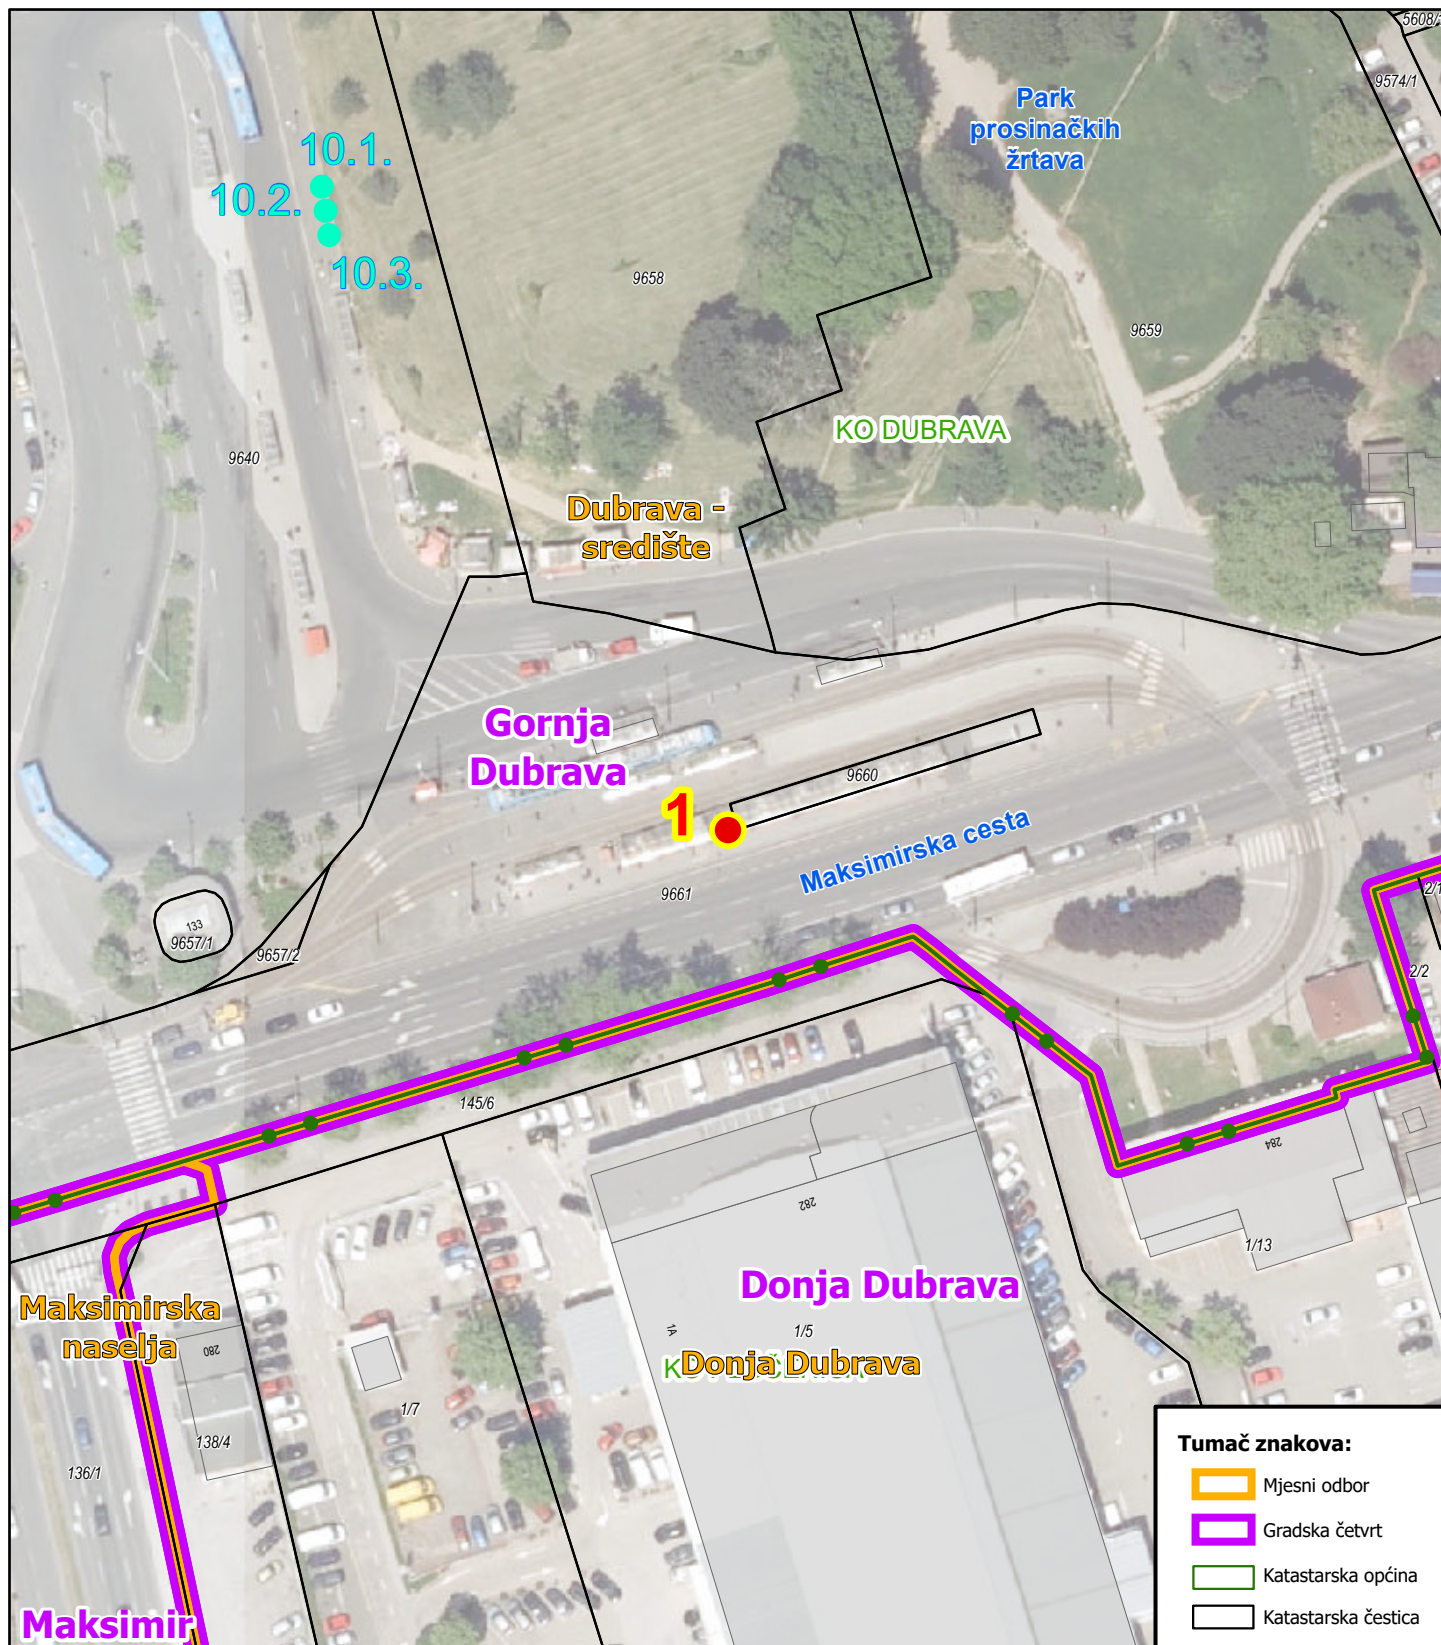 5608/
9574/1
Park
prosinačkih
žrtava
10.1.
10.2.
10.3.
9658
9659
KO DUBRAVA
9640
Dubrava -
središte
Gornja
Dubrava
9660
1
Maksimirska cesta
9661
133
9657/1
9657/2
2/1
2/2
145/6
284
282
1/13
Donja Dubrava
Maksimirska
naselja
280
1A
1/5
Donja Dubrava
1/7
138/4
136/1
Maksimir
Tumač znakova:
Mjesni odbor
Gradska četvrt
Katastarska općina
Katastarska čestica